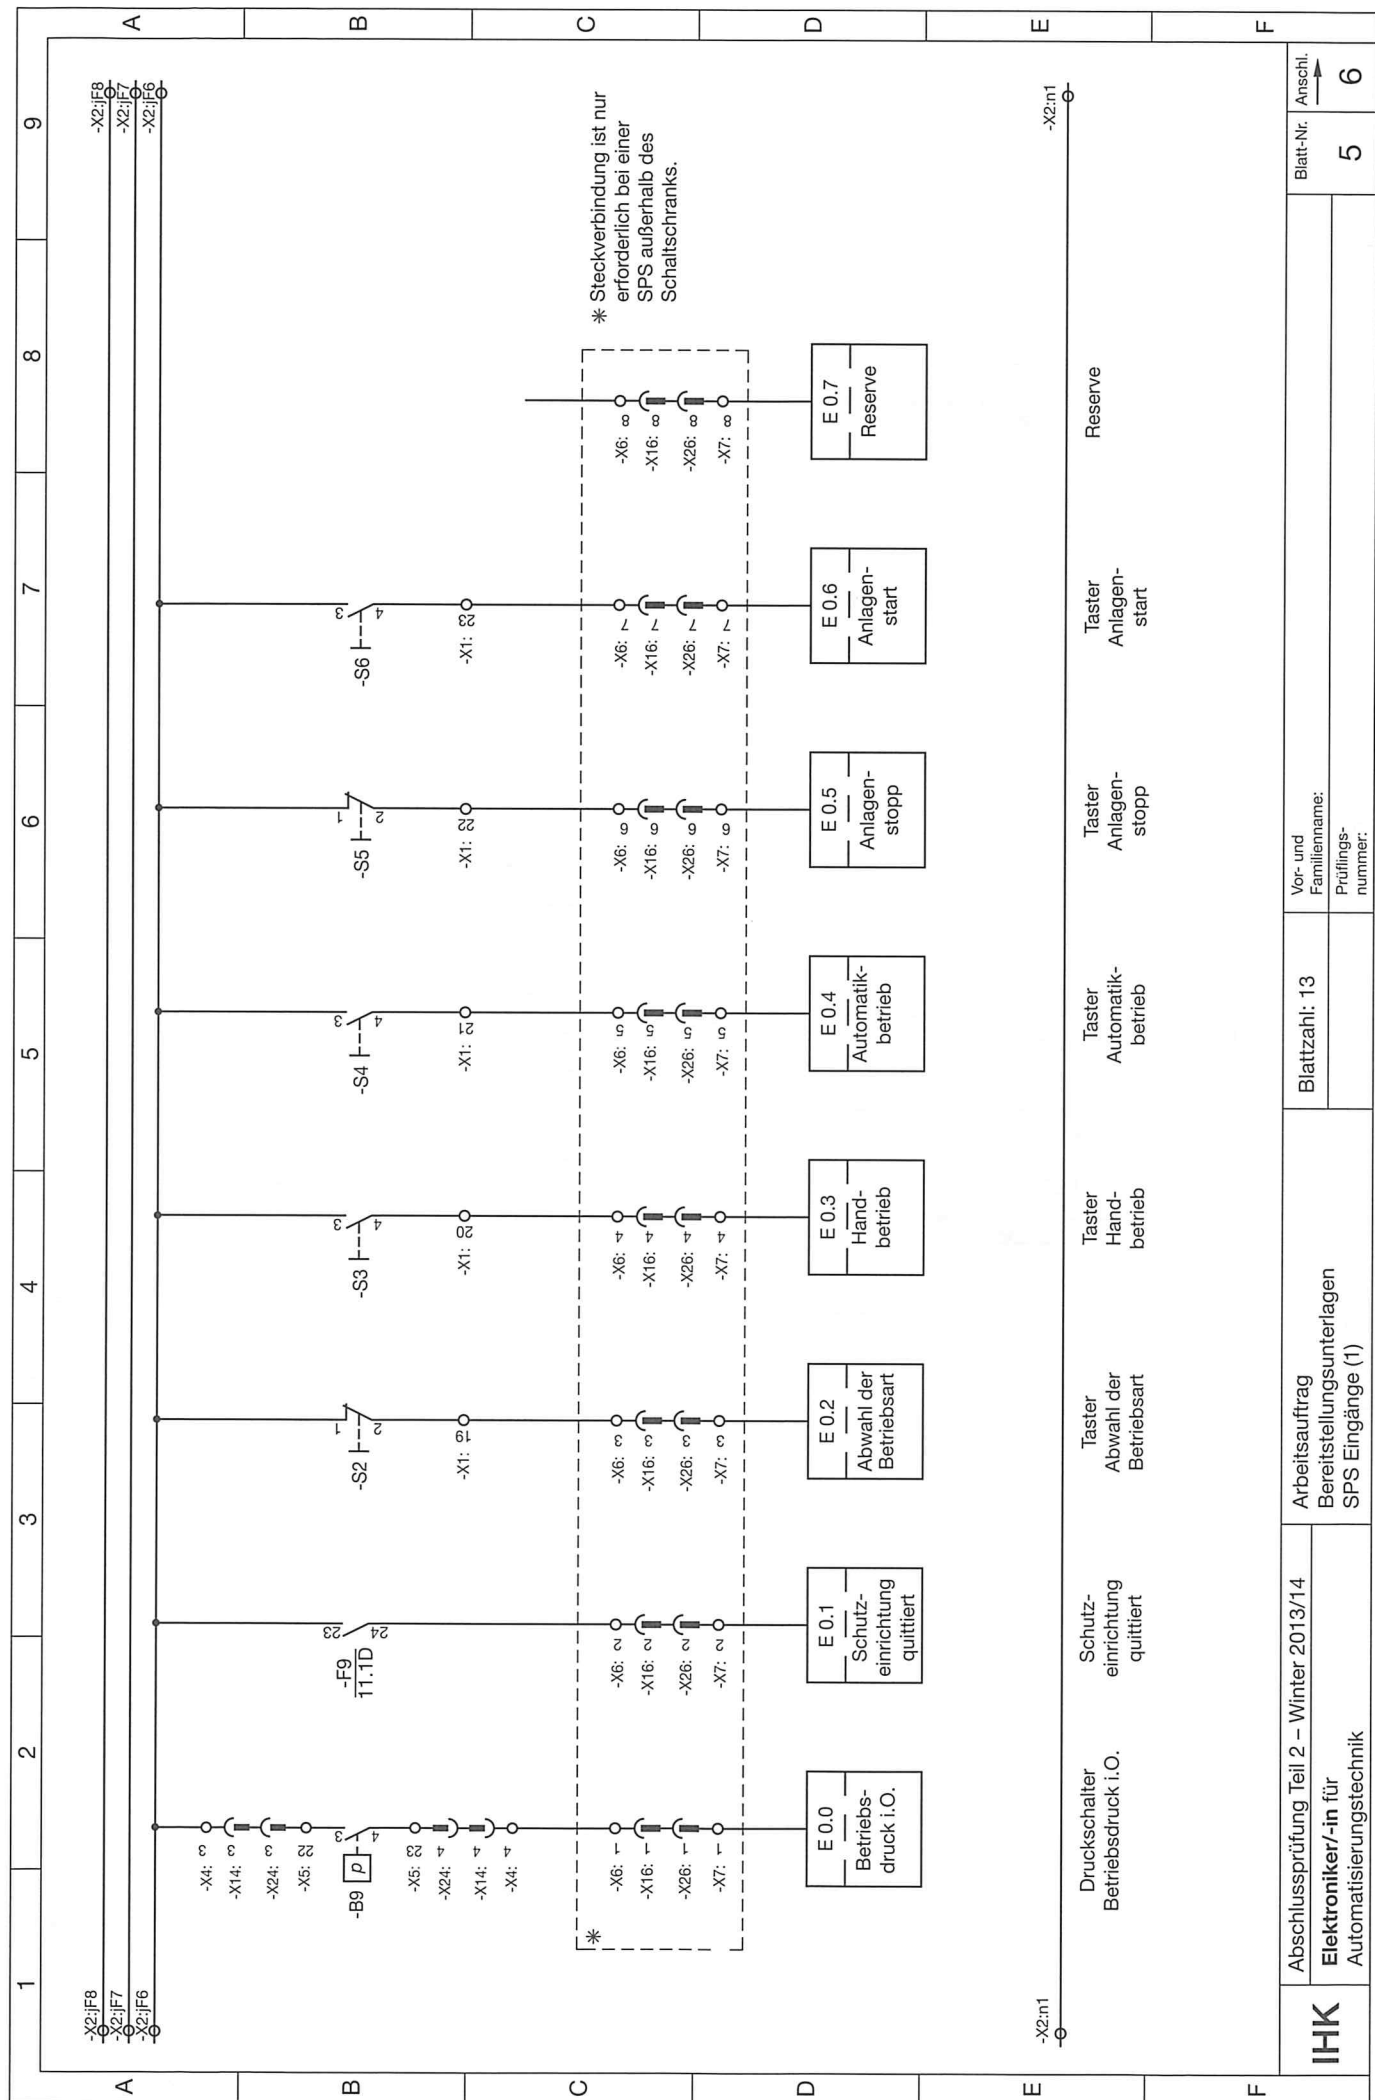 1 2 3 4 5 6 7 8 9
A
B
C
D
E
F
A
B
C
D
E
F
-X2:jF8
-X2:jF7
-X2:jF6
-X2:jF8
-X2:jF7
-X2:jF6
-X4: 3
-X14: 3
-X24: 3
-X5: 22
-B9 p 3 4
-X5: 23
-X24: 4
-X14: 4
-X4: 4
-F9
11.1D
23 24
-S2 1 2
-X1: 19
-S3 3 4
-X1: 20
-S4 3 4
-X1: 21
-S5 1 2
-X1: 22
-S6 3 4
-X1: 23
* Steckverbindung ist nur
erforderlich bei einer
SPS außerhalb des
Schaltschranks.
*
-X6: 1
-X16: 1
-X26: 1
-X7: 1
-X6: 2
-X16: 2
-X26: 2
-X7: 2
-X6: 3
-X16: 3
-X26: 3
-X7: 3
-X6: 4
-X16: 4
-X26: 4
-X7: 4
-X6: 5
-X16: 5
-X26: 5
-X7: 5
-X6: 6
-X16: 6
-X26: 6
-X7: 6
-X6: 7
-X16: 7
-X26: 7
-X7: 7
-X6: 8
-X16: 8
-X26: 8
-X7: 8
E 0.0
Betriebs-
druck i.O.
E 0.1
Schutz-
einrichtung
quittiert
E 0.2
Abwahl der
Betriebsart
E 0.3
Hand-
betrieb
E 0.4
Automatik-
betrieb
E 0.5
Anlagen-
stopp
E 0.6
Anlagen-
start
E 0.7
Reserve
-X2:n1
-X2:n1
Druckschalter
Betriebsdruck i.O.
Schutz-
einrichtung
quittiert
Taster
Abwahl der
Betriebsart
Taster
Hand-
betrieb
Taster
Automatik-
betrieb
Taster
Anlagen-
stopp
Taster
Anlagen-
start
Reserve
IHK
Abschlussprüfung Teil 2 – Winter 2013/14
Elektroniker/-in für
Automatisierungstechnik
Arbeitsauftrag
Bereitstellungsunterlagen
SPS Eingänge (1)
Blattzahl: 13
Vor- und
Familienname:
Prüflings-
nummer:
Blatt-Nr.
5
Anschl.
6